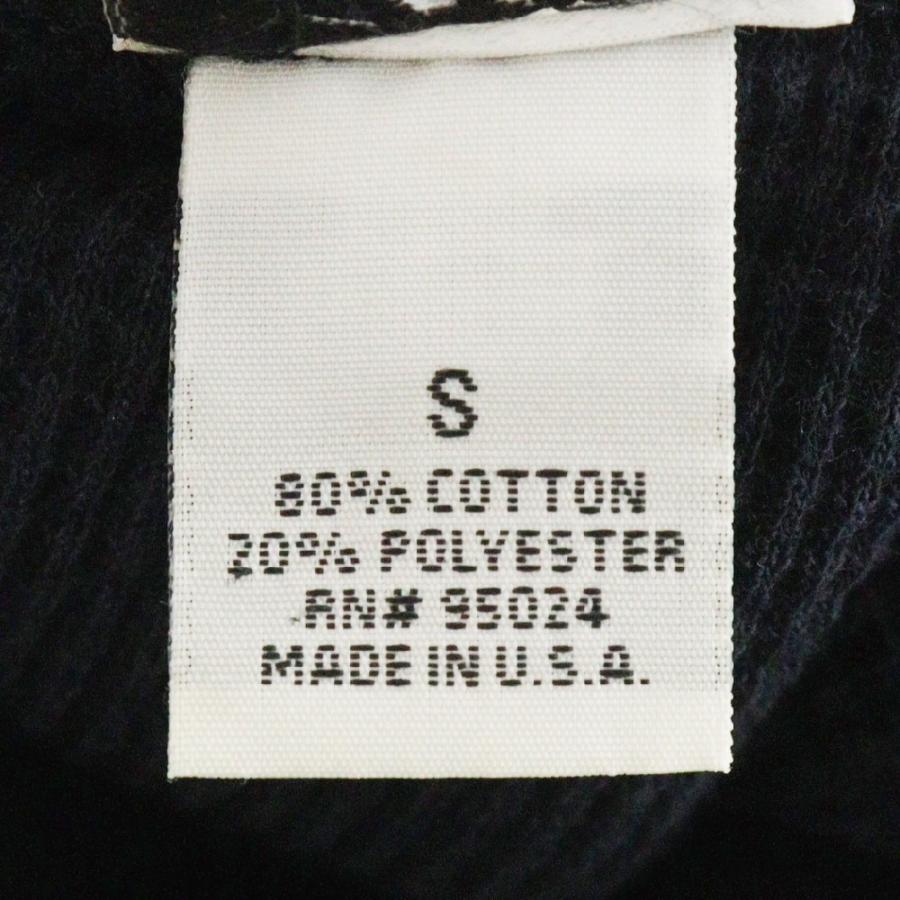 S
80% COTTON
20% POLYESTER
RN# 95024
MADE IN U.S.A.